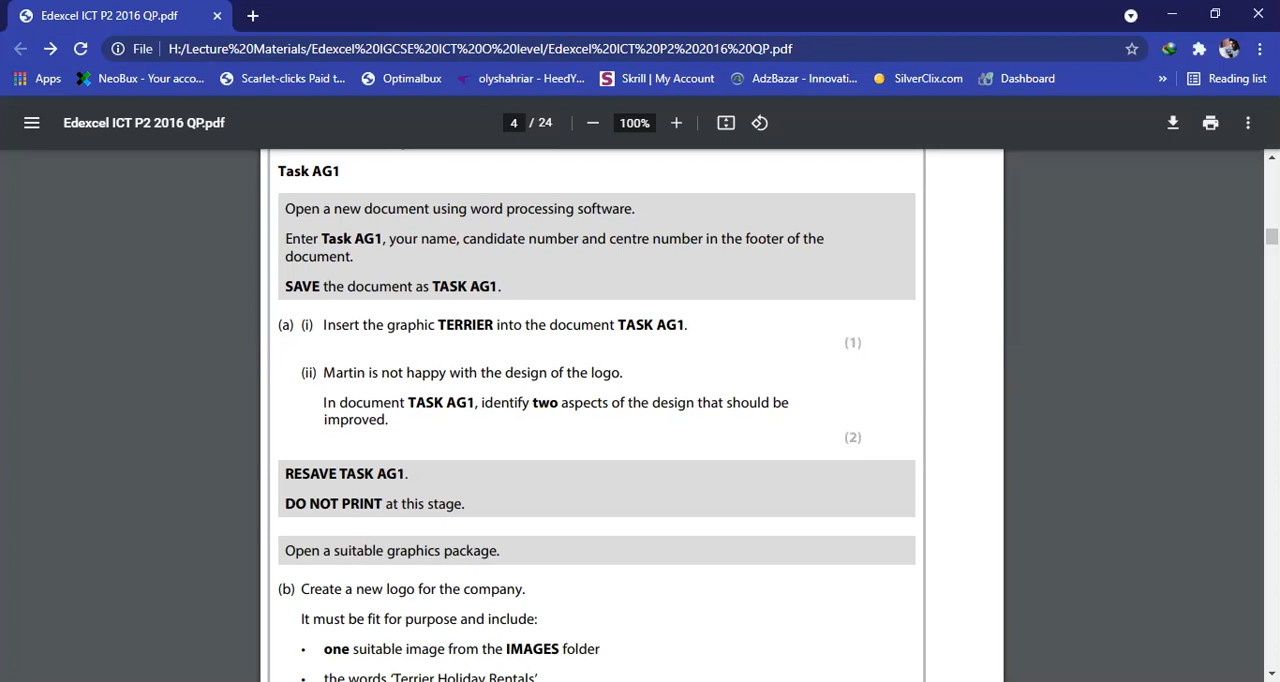 Edexcel ICT P2 2016 QP.pdf
File H:/Lecture%20Materials/Edexcel%20IGCSE%20ICT%20O%20level/Edexcel%20ICT%20P2%202016%20QP.pdf
Apps NeoBux - Your acco... Scarlet-clicks Paid t... Optimalbux olyshahriar - HeedY... Skrill | My Account AdzBazar - Innovati... SilverClix.com Dashboard » Reading list
Edexcel ICT P2 2016 QP.pdf 4 / 24 100%
Task AG1
Open a new document using word processing software.
Enter Task AG1, your name, candidate number and centre number in the footer of the
document.
SAVE the document as TASK AG1.
(a) (i) Insert the graphic TERRIER into the document TASK AG1.
(1)
(ii) Martin is not happy with the design of the logo.
In document TASK AG1, identify two aspects of the design that should be
improved.
(2)
RESAVE TASK AG1.
DO NOT PRINT at this stage.
Open a suitable graphics package.
(b) Create a new logo for the company.
It must be fit for purpose and include:
• one suitable image from the IMAGES folder
• the words 'Terrier Holiday Rentals'